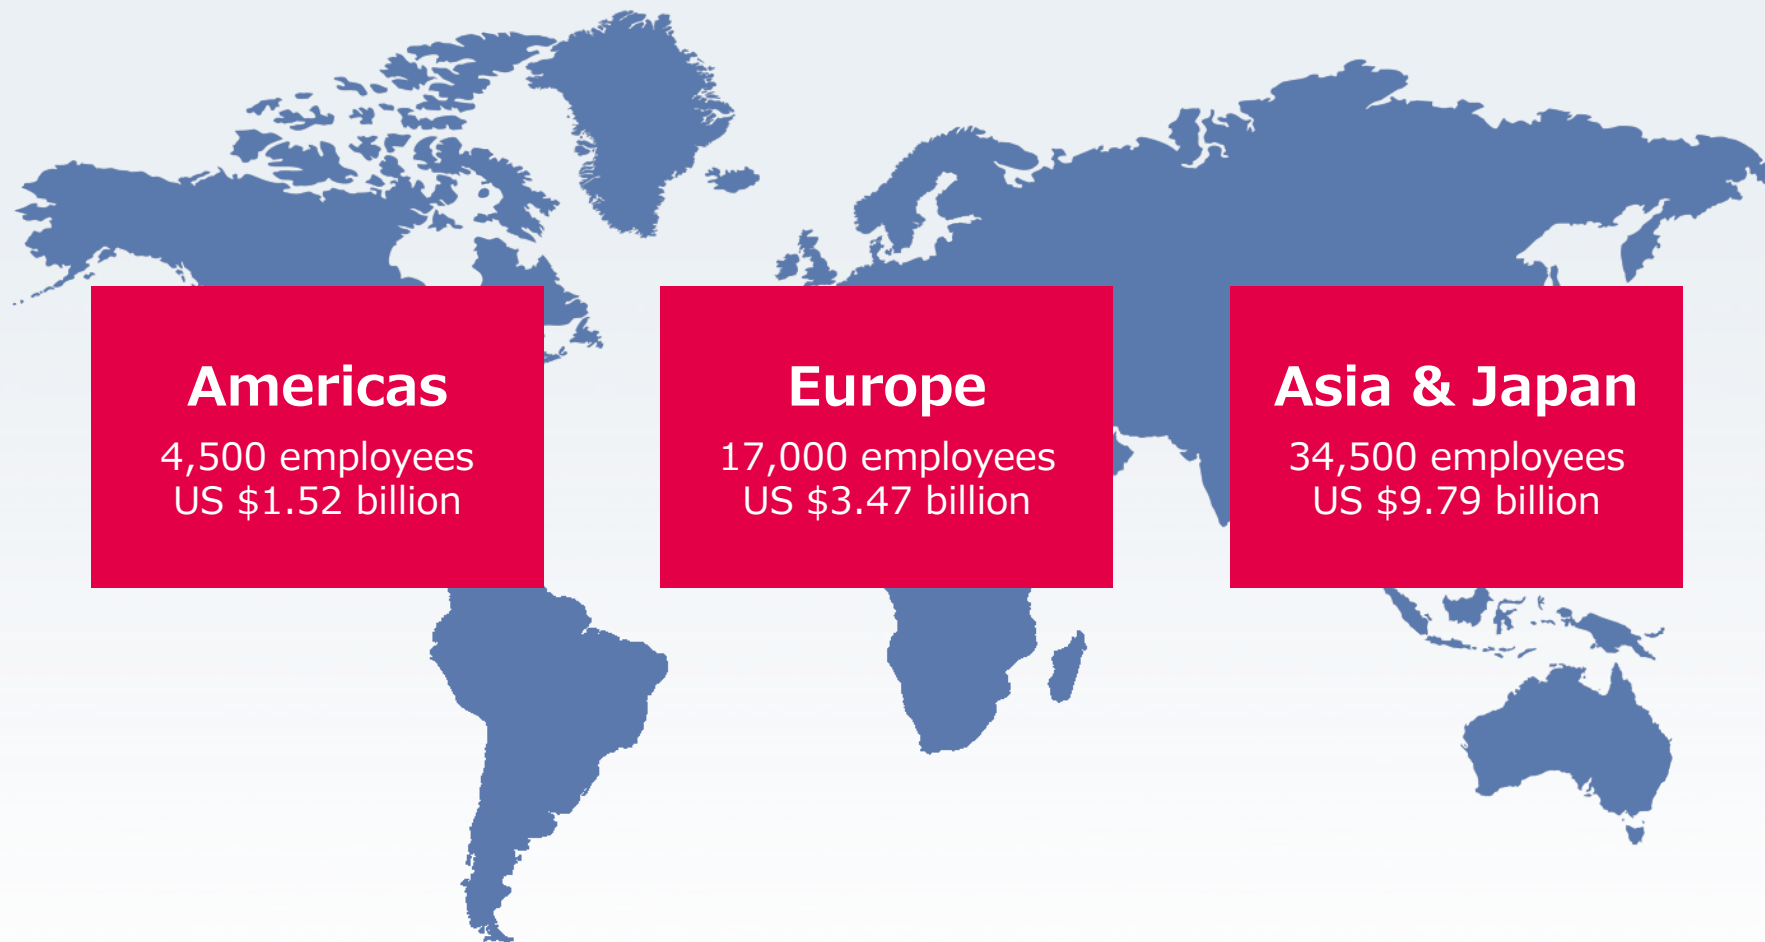 Americas
4,500 employees
US $1.52 billion
Europe
17,000 employees
US $3.47 billion
Asia & Japan
34,500 employees
US $9.79 billion